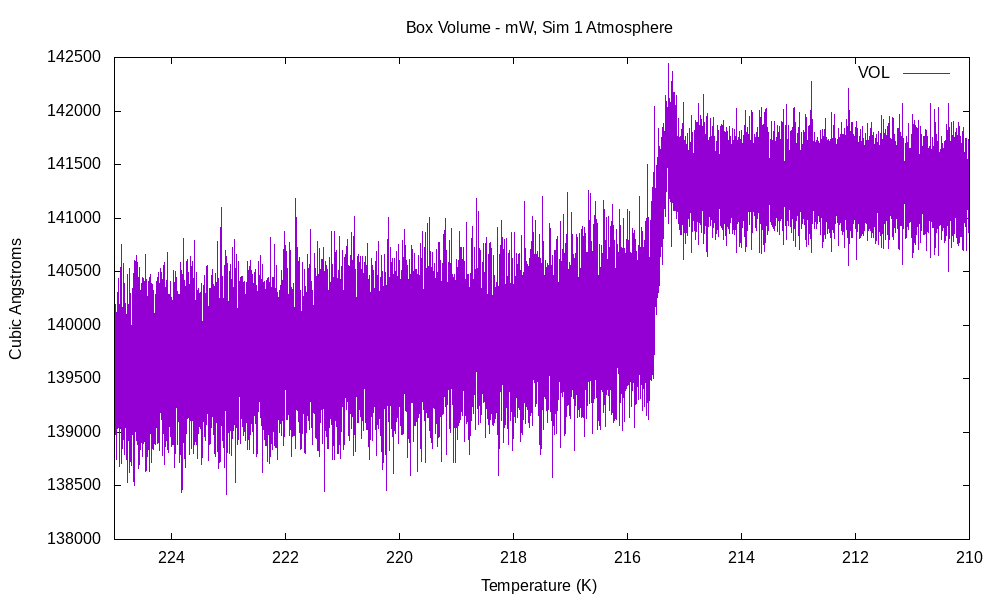 Box Volume - mW, Sim 1 Atmosphere
VOL
142500
142000
141500
141000
140500
140000
139500
139000
138500
138000
Cubic Angstroms
224 222 220 218 216 214 212 210
Temperature (K)